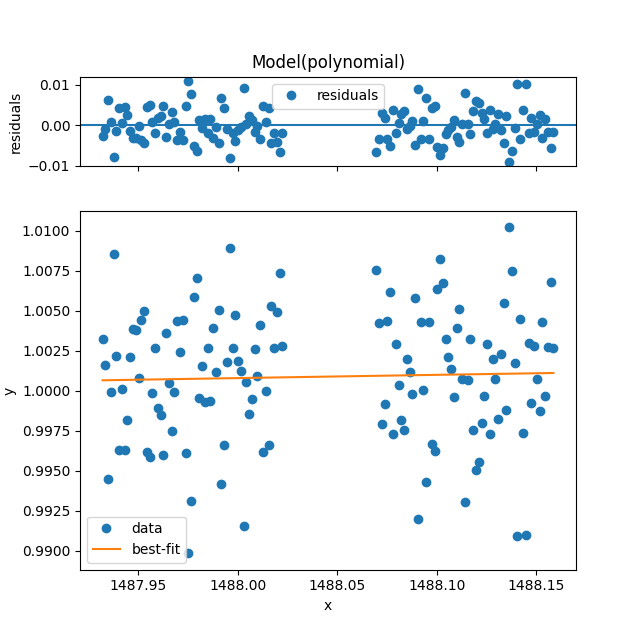 Model(polynomial)
residuals
0.01
0.00
−0.01
residuals
y
1.0100
1.0075
1.0050
1.0025
1.0000
0.9975
0.9950
0.9925
0.9900
data
best-fit
1487.95
1488.00
1488.05
1488.10
1488.15
x